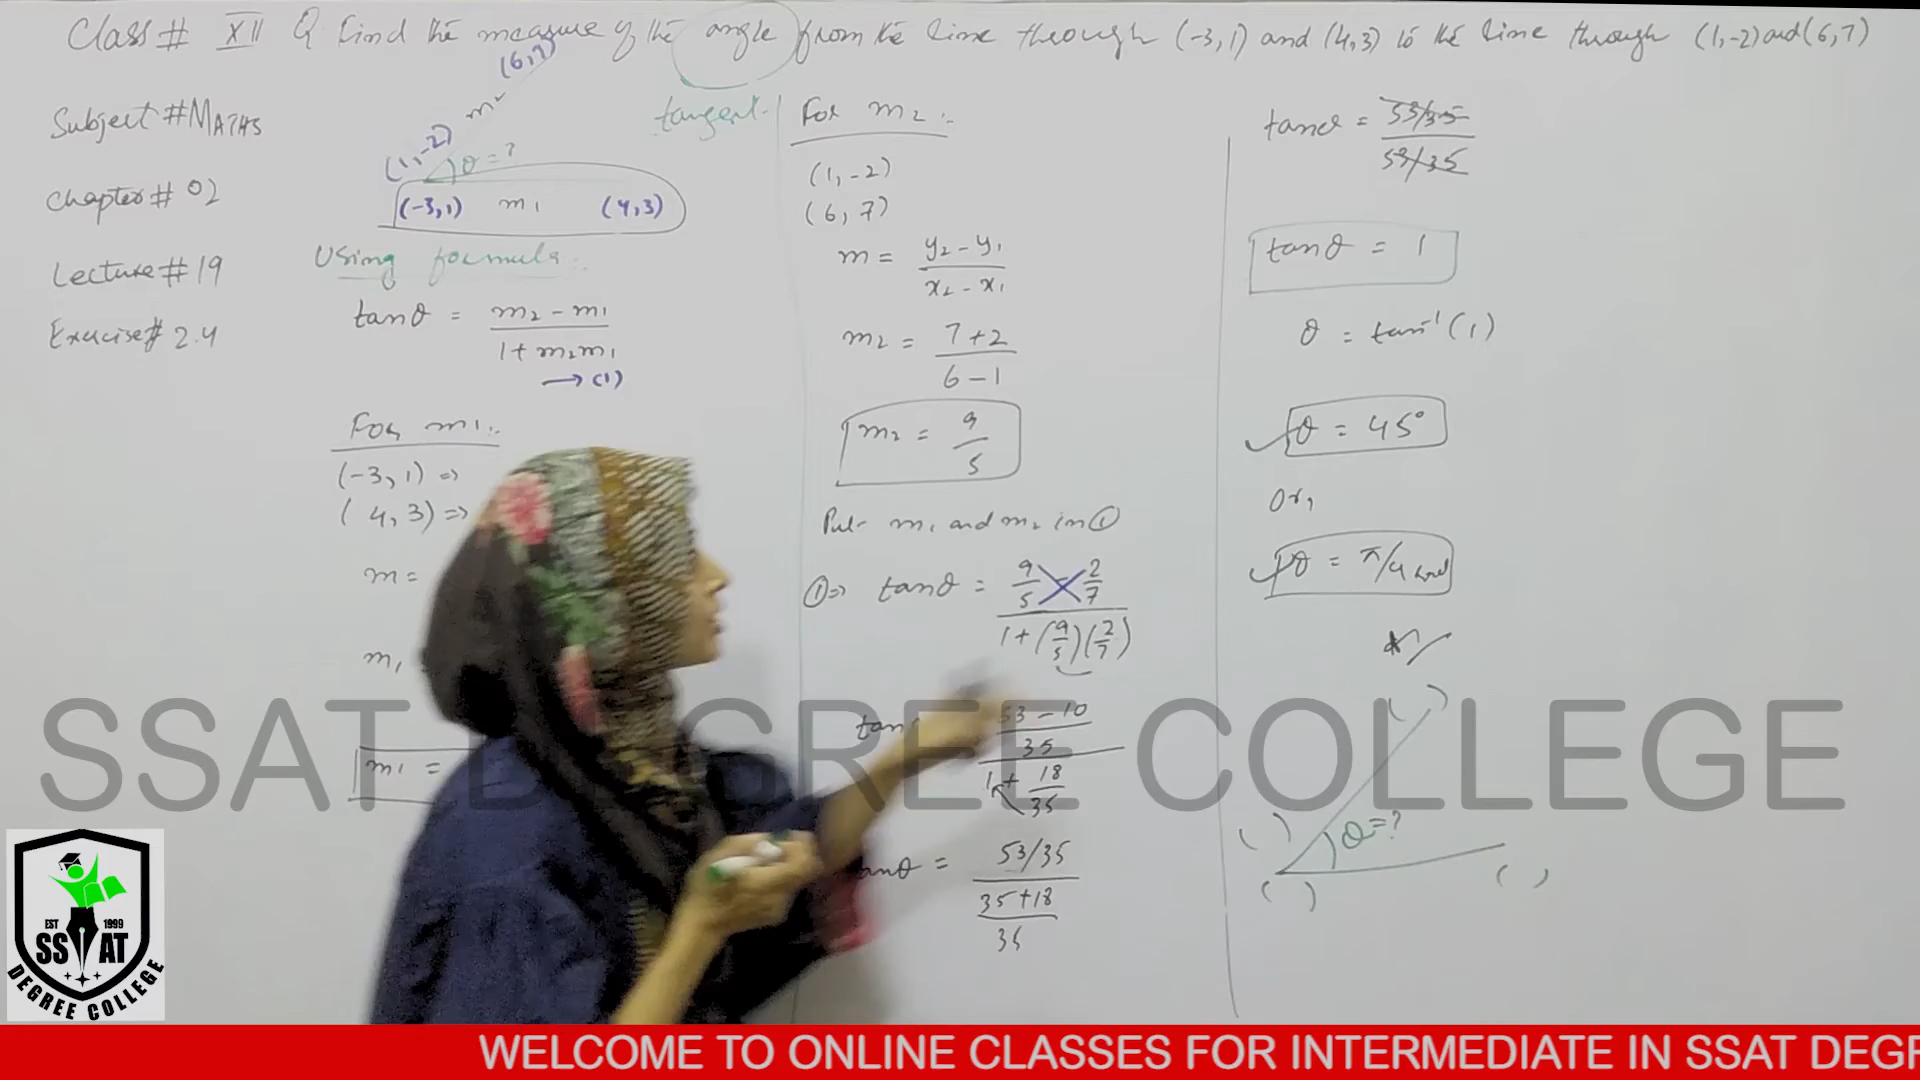 Class # XII Q Find the measure of the angle from the line through (-3,1) and (4,3) to the line through (1,-2) and (6,7)
Subject # MATHS
Chapter # 02
Lecture # 19
Exercise # 2.4
(6,7)
m2
(1,-2)
θ = ?
(-3,1) m1 (4,3)
tangent.
Using formula:
tanθ = m2 - m1 / 1 + m2m1
→ (1)
For m1:
(-3,1) =>
(4,3) =>
m =
m1
m1 =
For m2:
(1,-2)
(6,7)
m = y2 - y1 / x2 - x1
m2 = 7+2 / 6-1
m2 = 9/5
Put m1 and m2 in ①
①=> tanθ = 9/5 - 2/7 / 1+(9/5)(2/7)
tan 53-10/35 / 1+18/35
tanθ = 53/35 / 35+18/35
tanθ = 53/35 / 53/35
tanθ = 1
θ = tan⁻¹(1)
θ = 45°
Or,
θ = π/4 rad
( )
( ) θ=?
( ) ( )
SSAT DEGREE COLLEGE
EST 1999
SSAT
DEGREE COLLEGE
WELCOME TO ONLINE CLASSES FOR INTERMEDIATE IN SSAT DEGR